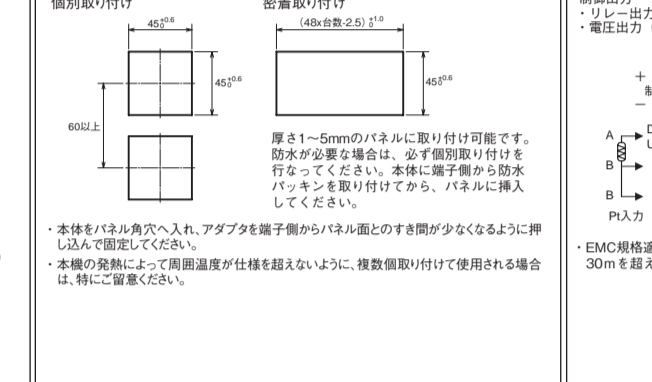 個別取り付け
密着取り付け
45 +0.6 0
(48x台数-2.5) +1.0 0
45 +0.6 0
45 +0.6 0
60以上
厚さ1〜5mmのパネルに取り付け可能です。
防水が必要な場合は、必ず個別取り付けを
行なってください。本体に端子側から防水
パッキンを取り付けてから、パネルに挿入
してください。
・本体をパネル角穴へ入れ、アダプタを端子側からパネル面とのすき間が少なくなるように押
し込んで固定してください。
・本機の発熱によって周囲温度が仕様を超えないように、複数個取り付けて使用される場合
は、特にご留意ください。
・リレー出力
・電圧出力
+
−
A
B
B
Pt入力
・EMC規格適
30mを超え